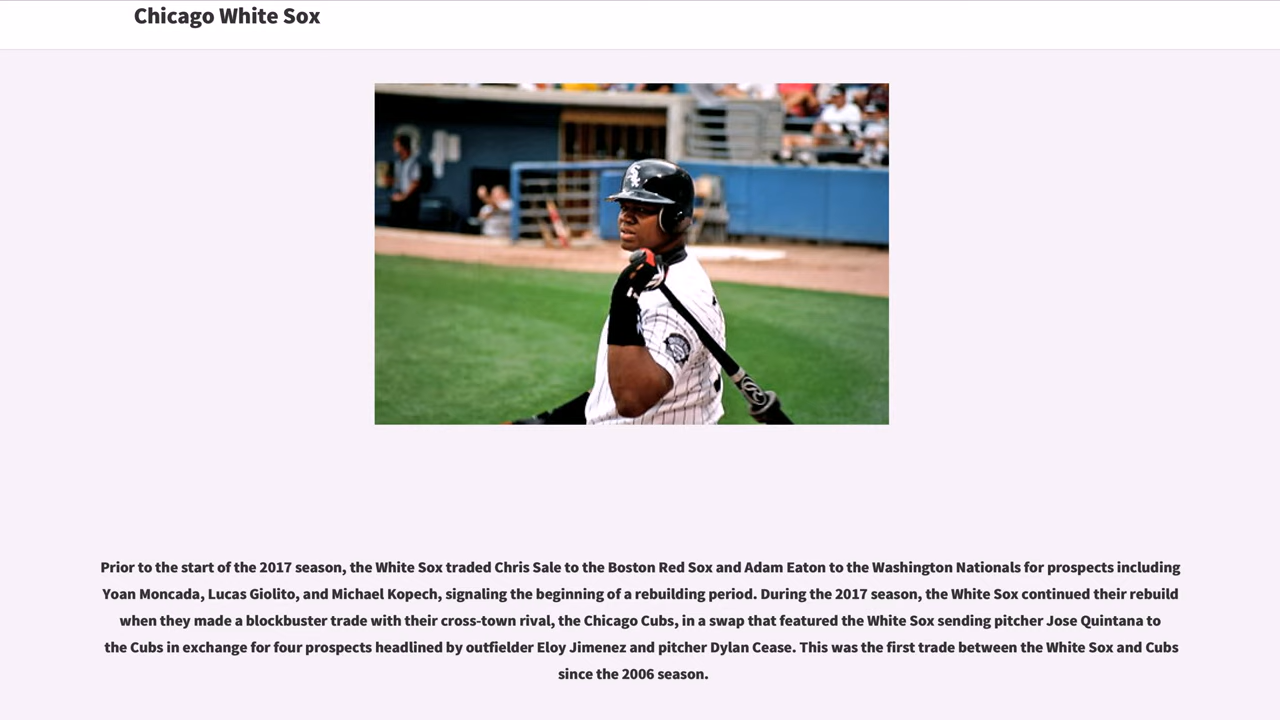 Chicago White Sox
Prior to the start of the 2017 season, the White Sox traded Chris Sale to the Boston Red Sox and Adam Eaton to the Washington Nationals for prospects including
Yoan Moncada, Lucas Giolito, and Michael Kopech, signaling the beginning of a rebuilding period. During the 2017 season, the White Sox continued their rebuild
when they made a blockbuster trade with their cross-town rival, the Chicago Cubs, in a swap that featured the White Sox sending pitcher Jose Quintana to
the Cubs in exchange for four prospects headlined by outfielder Eloy Jimenez and pitcher Dylan Cease. This was the first trade between the White Sox and Cubs
since the 2006 season.